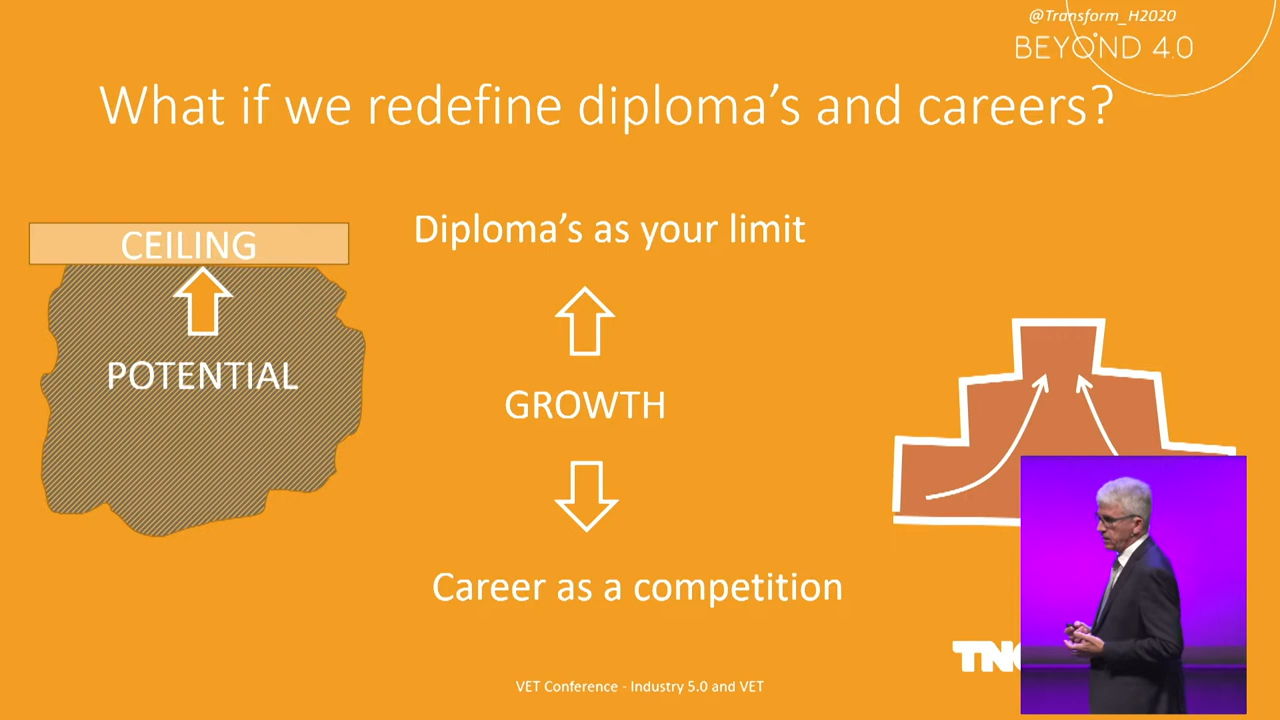 @Transform_H2020
BEYOND 4.0
What if we redefine diploma's and careers?
CEILING
POTENTIAL
Diploma's as your limit
GROWTH
Career as a competition
VET Conference - Industry 5.0 and VET